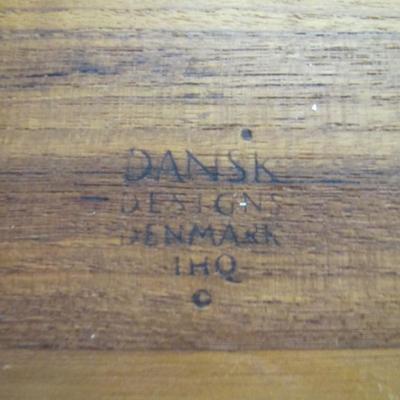 DANSK
DESIGNS
DENMARK
IHQ
©